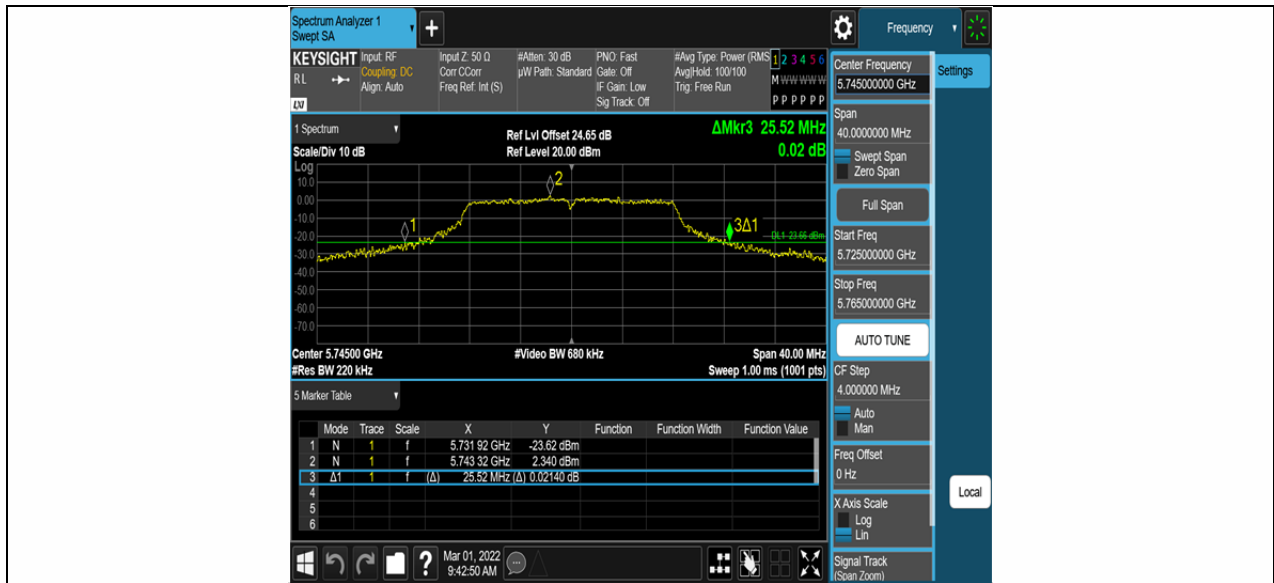 Spectrum Analyzer 1
Swept SA
+
Frequency
KEYSIGHT Input: RF Input Z: 50 Ω #Atten: 30 dB PNO: Fast #Avg Type: Power (RMS 1 2 3 4 5 6
Coupling: DC Corr CCorr µW Path: Standard Gate: Off Avg|Hold: 100/100
RL Align: Auto Freq Ref: Int (S) IF Gain: Low Trig: Free Run M W W W W W
Sig Track: Off P P P P P P
LXI
Center Frequency
5.745000000 GHz
Settings
Span
40.0000000 MHz
Swept Span
Zero Span
Full Span
Start Freq
5.725000000 GHz
Stop Freq
5.765000000 GHz
AUTO TUNE
CF Step
4.000000 MHz
Auto
Man
Freq Offset
0 Hz
X Axis Scale
Log
Lin
Signal Track
(Span Zoom)
Local
1 Spectrum
Ref Lvl Offset 24.65 dB
ΔMkr3 25.52 MHz
Scale/Div 10 dB
Ref Level 20.00 dBm
0.02 dB
Log
10.0
0.00
-10.0
-20.0
-30.0
-40.0
-50.0
-60.0
-70.0
2
1
3Δ1
DL1 -23.66 dBm
Center 5.74500 GHz #Video BW 680 kHz Span 40.00 MHz
#Res BW 220 kHz Sweep 1.00 ms (1001 pts)
5 Marker Table
Mode Trace Scale X Y Function Function Width Function Value
1 N 1 f 5.731 92 GHz -23.62 dBm
2 N 1 f 5.743 32 GHz 2.340 dBm
3 Δ1 1 f (Δ) 25.52 MHz (Δ) 0.02140 dB
4
5
6
?
Mar 01, 2022
9:42:50 AM